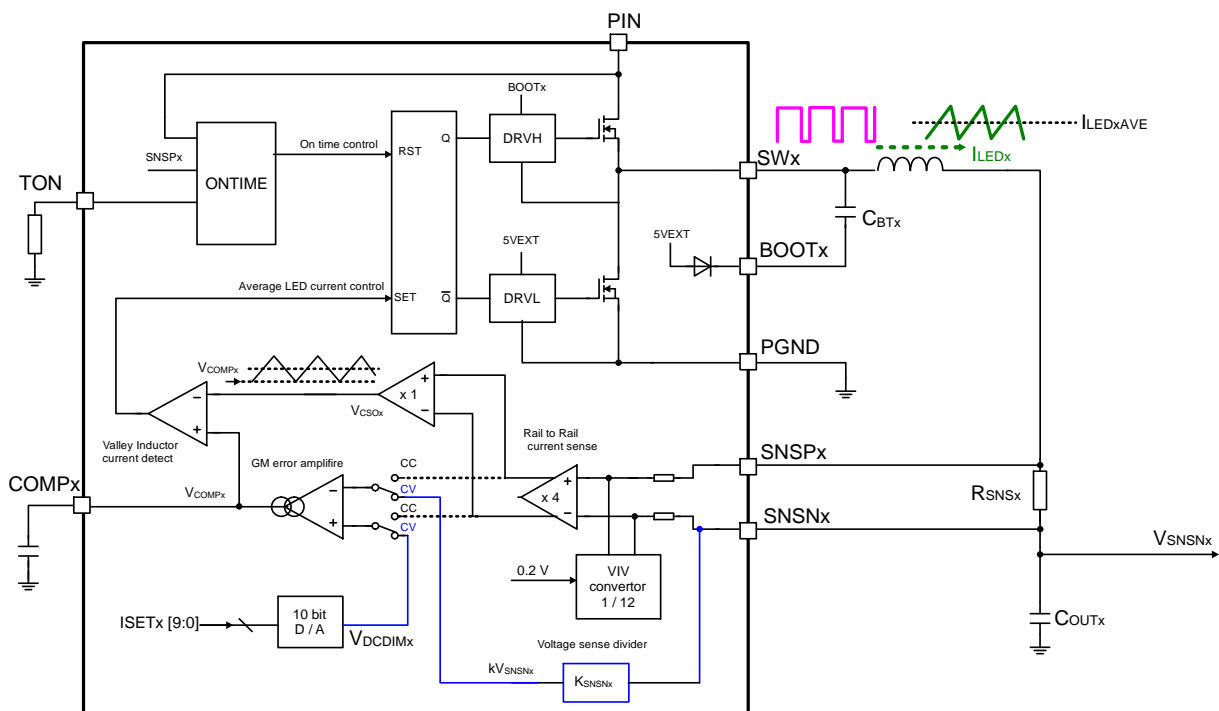 PIN
BOOTx
SNSPx
On time control
RST
Q
DRVH
ILEDxAVE
ILEDx
TON
ONTIME
SWx
CBTx
5VEXT
5VEXT
BOOTx
Average LED current control
SET
Q
DRVL
PGND
VCOMPx
x 1
VCSOx
Rail to Rail
current sense
Valley Inductor
current detect
GM error amplifire
CC
CV
CC
CV
x 4
SNSPx
RSNSx
COMPx
VCOMPx
SNSNx
VSNSNx
0.2 V
VIV
convertor
1 / 12
ISETx [9:0]
10 bit
D / A
VDCDIMx
Voltage sense divider
COUTx
kVSNSNx
KSNSNx
+
−
−
+
−
+
+
−